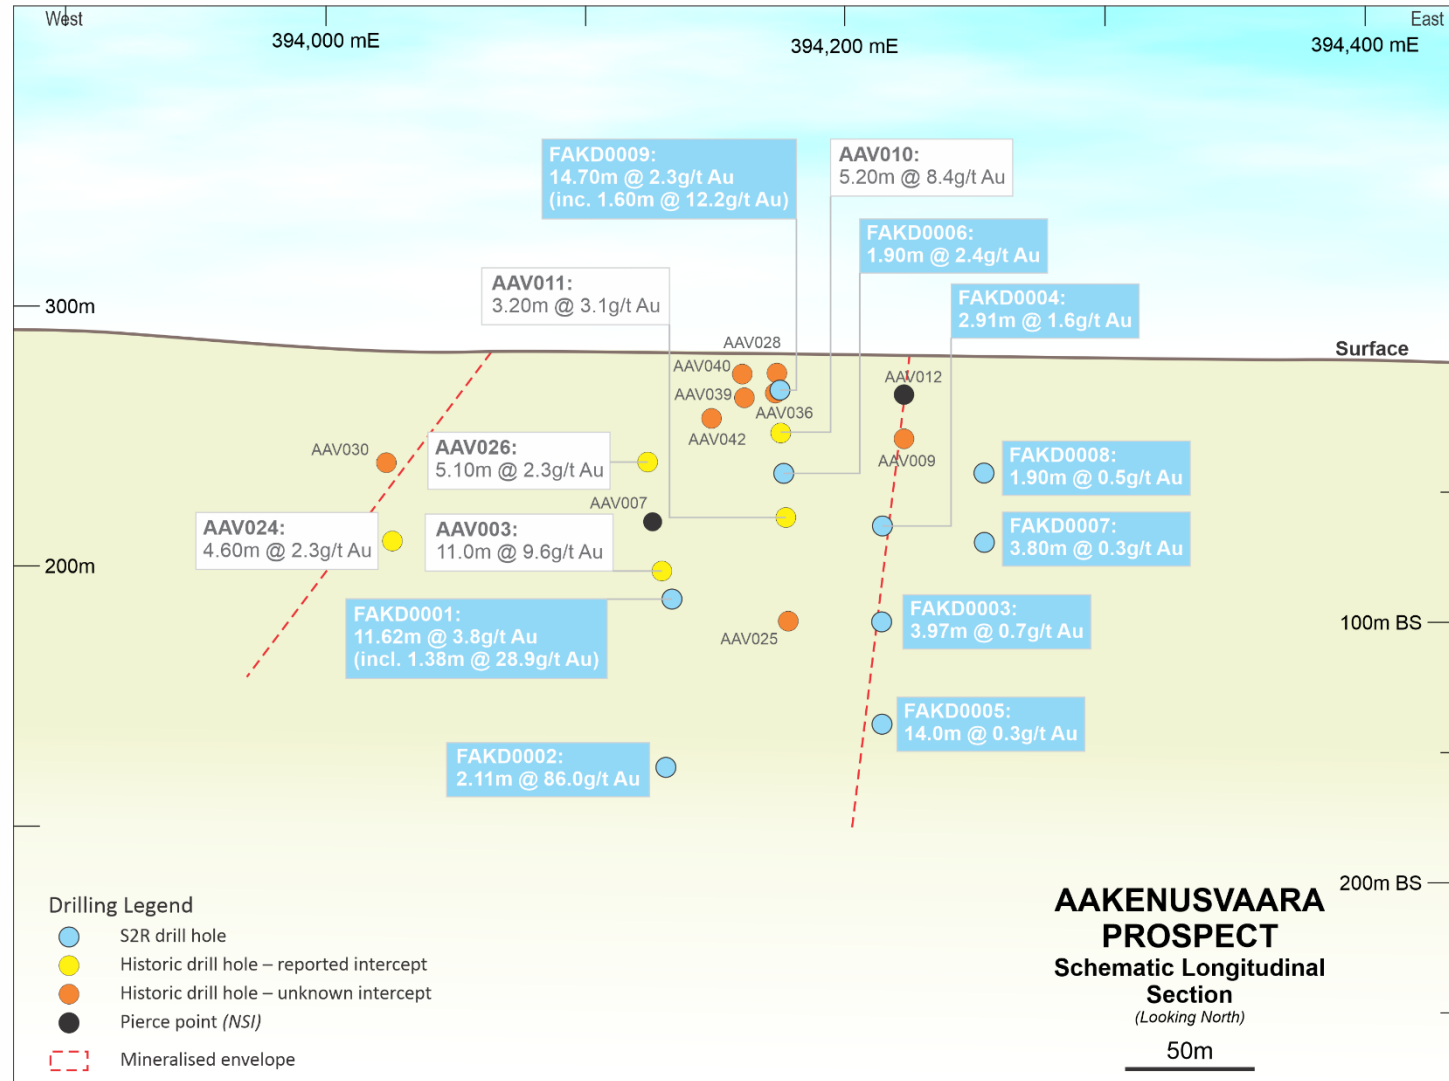 West
East
394,000 mE
394,200 mE
394,400 mE
FAKD0009:
14.70m @ 2.3g/t Au
(inc. 1.60m @ 12.2g/t Au)
AAV010:
5.20m @ 8.4g/t Au
FAKD0006:
1.90m @ 2.4g/t Au
AAV011:
3.20m @ 3.1g/t Au
FAKD0004:
2.91m @ 1.6g/t Au
300m
Surface
AAV028
AAV040
AAV039
AAV036
AAV042
AAV012
AAV009
AAV030
AAV026:
5.10m @ 2.3g/t Au
FAKD0008:
1.90m @ 0.5g/t Au
AAV007
AAV024:
4.60m @ 2.3g/t Au
AAV003:
11.0m @ 9.6g/t Au
FAKD0007:
3.80m @ 0.3g/t Au
200m
FAKD0001:
11.62m @ 3.8g/t Au
(incl. 1.38m @ 28.9g/t Au)
AAV025
FAKD0003:
3.97m @ 0.7g/t Au
100m BS
FAKD0005:
14.0m @ 0.3g/t Au
FAKD0002:
2.11m @ 86.0g/t Au
200m BS
Drilling Legend
S2R drill hole
Historic drill hole – reported intercept
Historic drill hole – unknown intercept
Pierce point (NSI)
Mineralised envelope
AAKENUSVAARA
PROSPECT
Schematic Longitudinal
Section
(Looking North)
50m